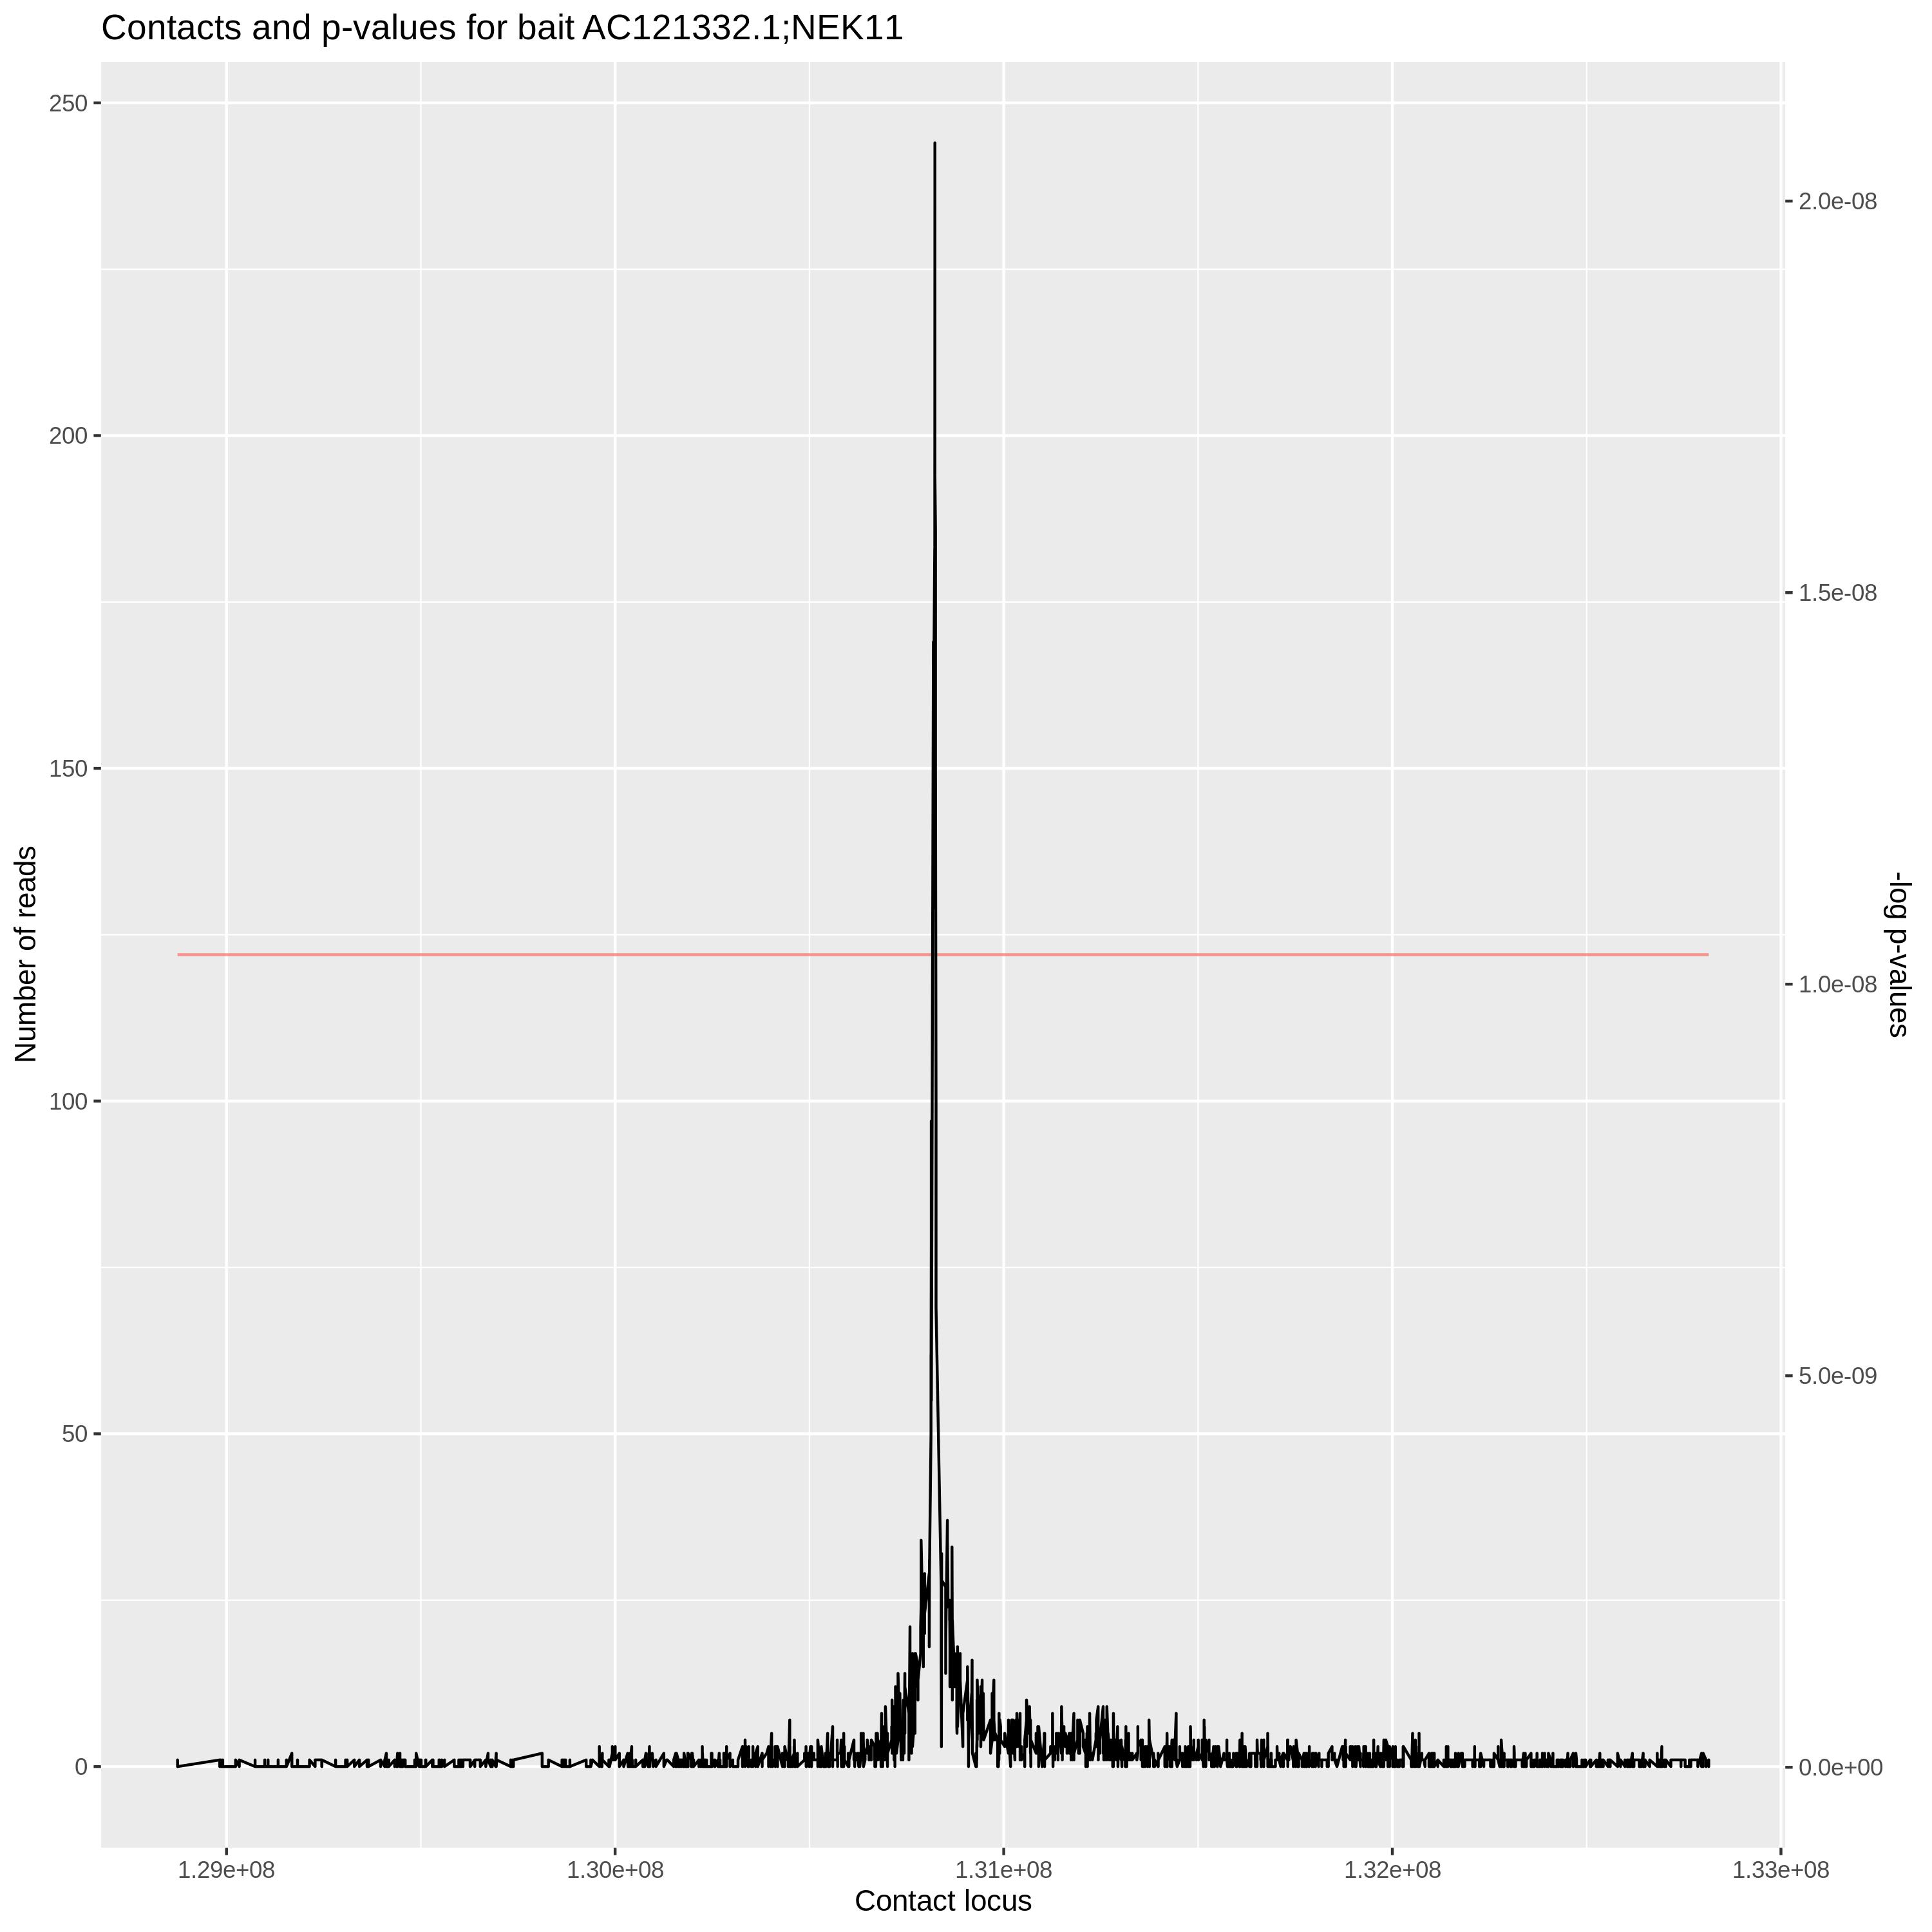 Contacts and p-values for bait AC121332.1;NEK11
250
200
150
100
50
0
Number of reads
2.0e-08
1.5e-08
1.0e-08
5.0e-09
0.0e+00
-log p-values
1.29e+08
1.30e+08
1.31e+08
1.32e+08
1.33e+08
Contact locus